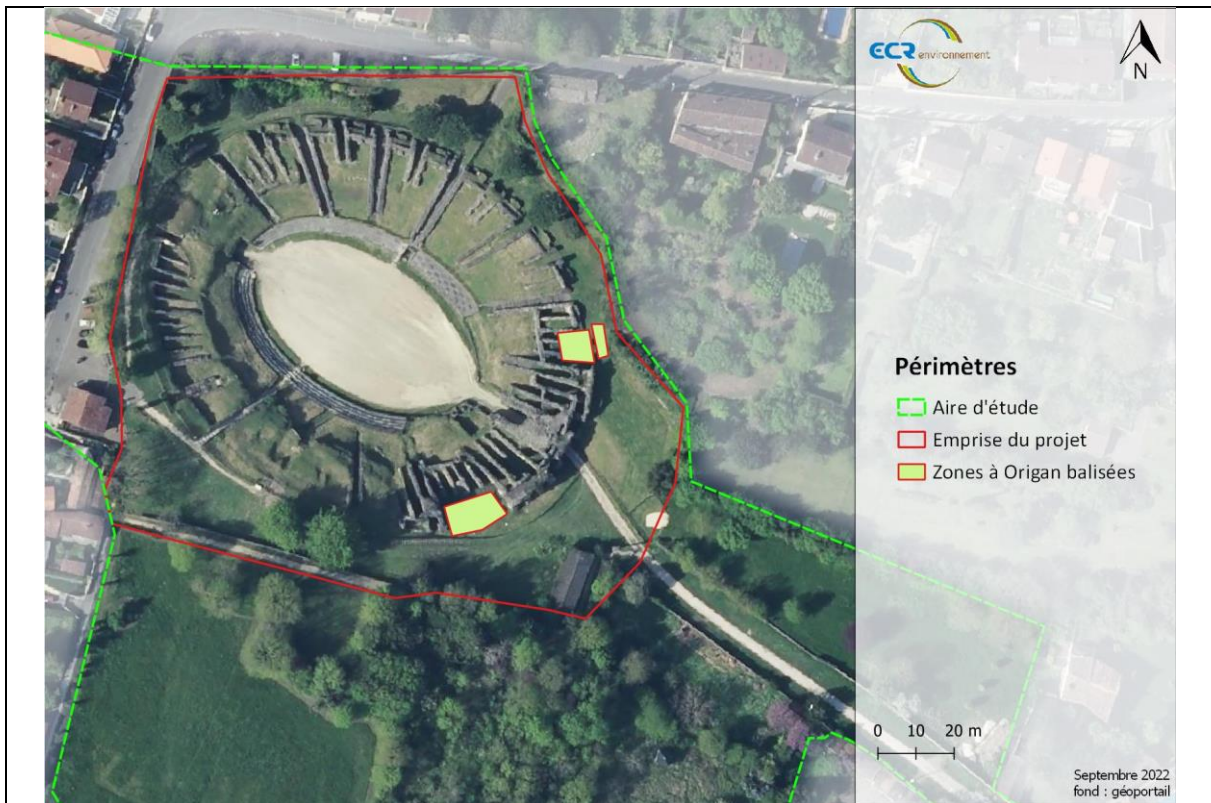 ECR environnement
N
Périmètres
Aire d'étude
Emprise du projet
Zones à Origan balisées
0 10 20 m
Septembre 2022
fond : géoportail